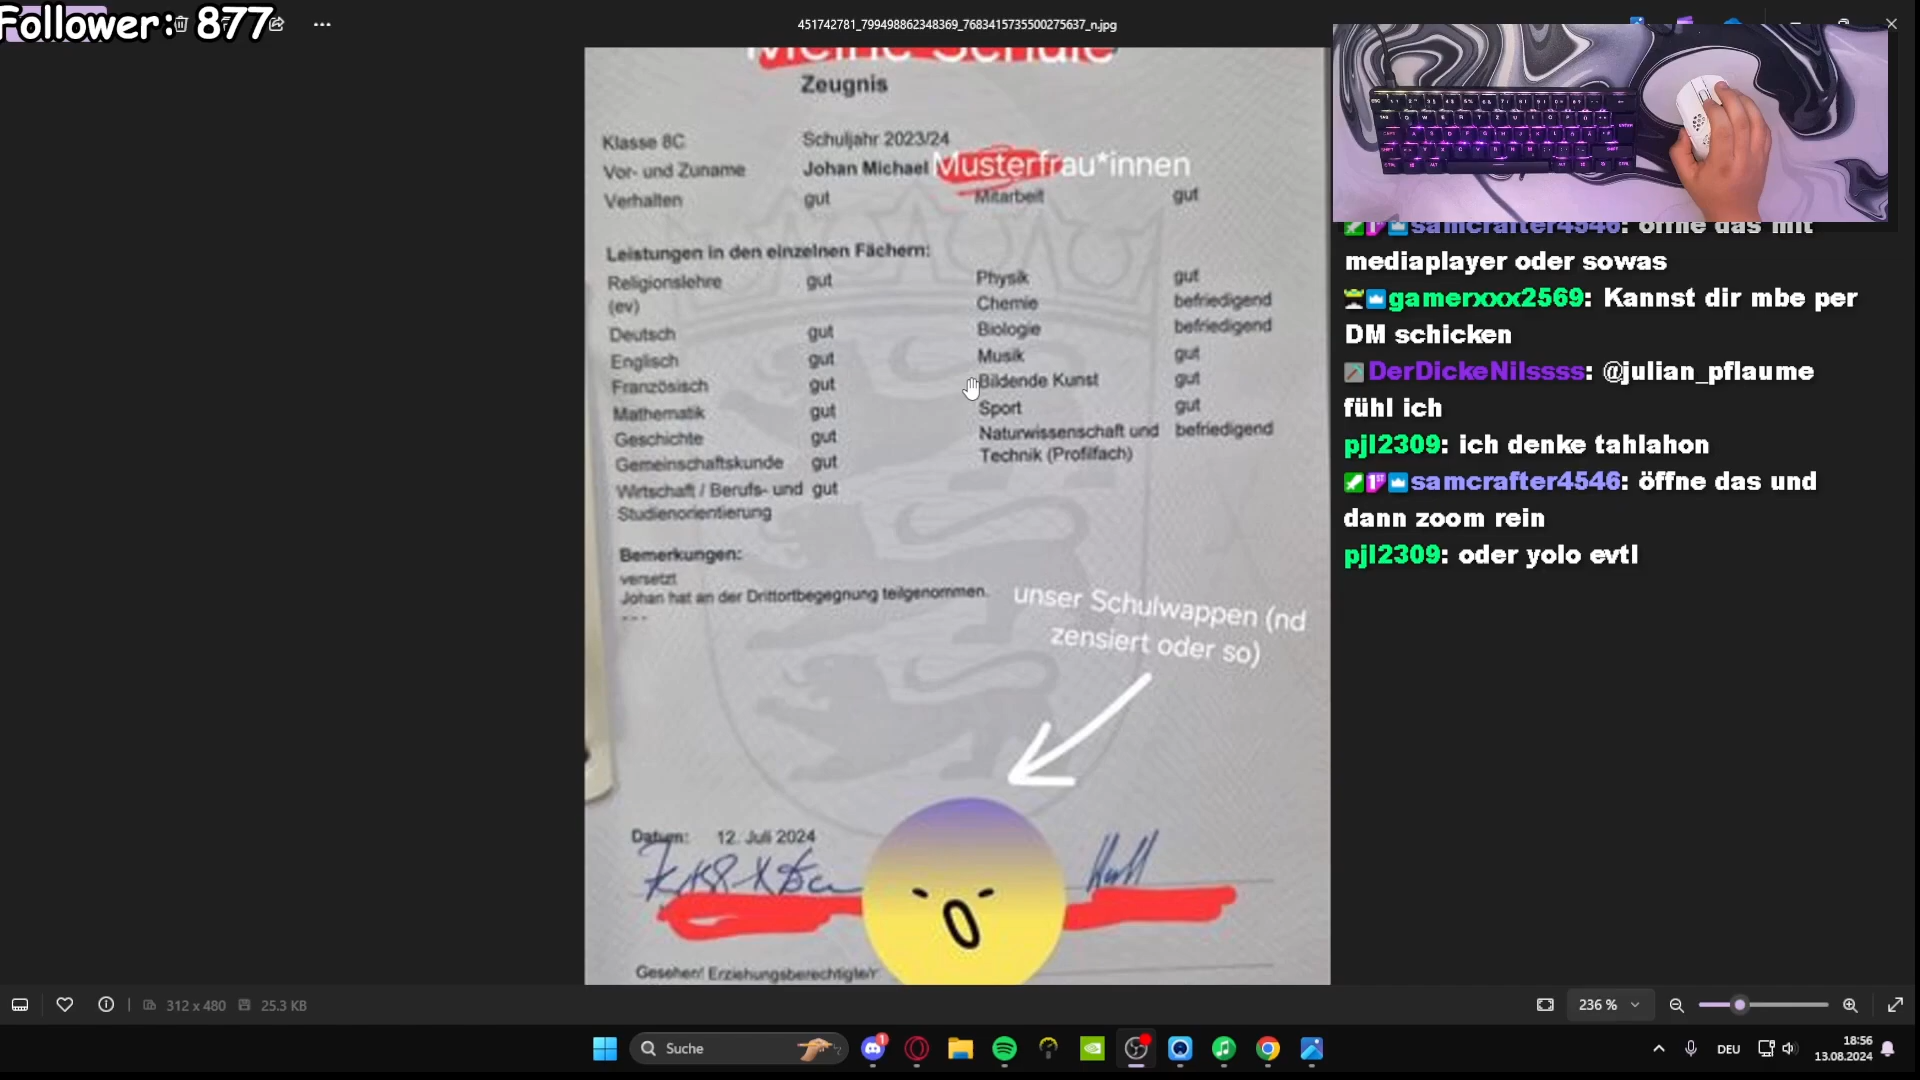 Follower: 877
451742781_799498862348369_7683415735500275637_n.jpg
Meine Schule
Zeugnis
Klasse 8C
Schuljahr 2023/24
Vor- und Zuname
Johan Michael Musterfrau*innen
Verhalten gut Mitarbeit gut
Leistungen in den einzelnen Fächern:
Religionslehre gut
(ev)
Deutsch gut
Englisch gut
Französisch gut
Mathematik gut
Geschichte gut
Gemeinschaftskunde gut
Wirtschaft / Berufs- und gut
Studienorientierung
Physik gut
Chemie befriedigend
Biologie befriedigend
Musik gut
Bildende Kunst gut
Sport gut
Naturwissenschaft und befriedigend
Technik (Profilfach)
Bemerkungen:
versetzt
Johan hat an der Drittortbegegnung teilgenommen.
---
unser Schulwappen (nd
zensiert oder so)
Datum: 12. Juli 2024
Gesehen! Erziehungsberechtigte/r
samcrafter4546: öffne das mit
mediaplayer oder sowas
gamerxxx2569: Kannst dir mbe per
DM schicken
DerDickeNilssss: @julian_pflaume
fühl ich
pjl2309: ich denke tahlahon
samcrafter4546: öffne das und
dann zoom rein
pjl2309: oder yolo evtl
312 x 480 25.3 KB
236 %
Suche
DEU
18:56
13.08.2024